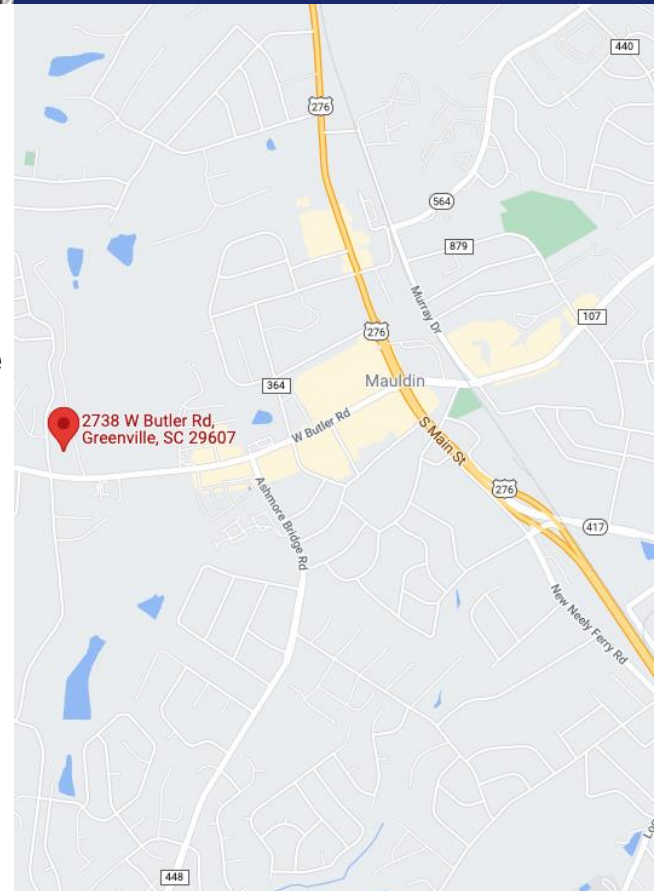 440
276
564
879
Murray Dr
107
276
Mauldin
364
e
2738 W Butler Rd,
Greenville, SC 29607
W Butler Rd
S Main St
276
417
Ashmore Bridge Rd
New Neely Ferry Rd
448